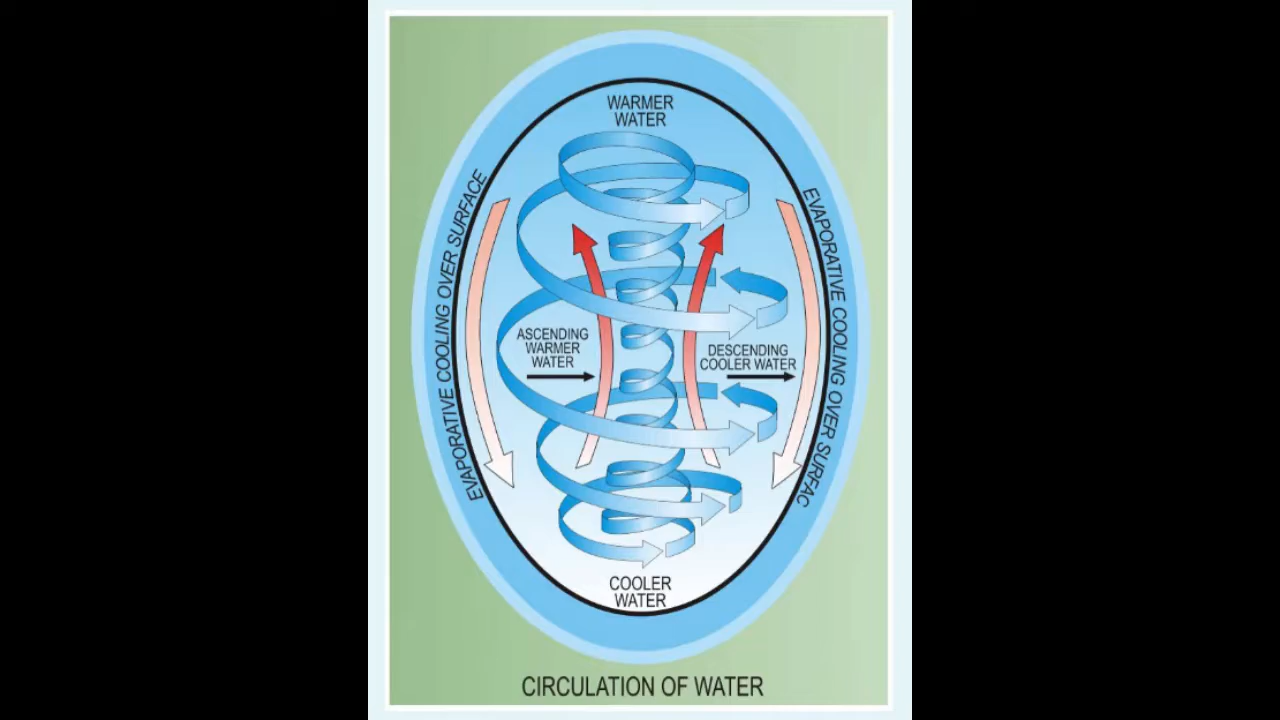 WARMER
WATER
EVAPORATIVE COOLING OVER SURFACE
EVAPORATIVE COOLING OVER SURFAC
ASCENDING
WARMER
WATER
DESCENDING
COOLER WATER
COOLER
WATER
CIRCULATION OF WATER